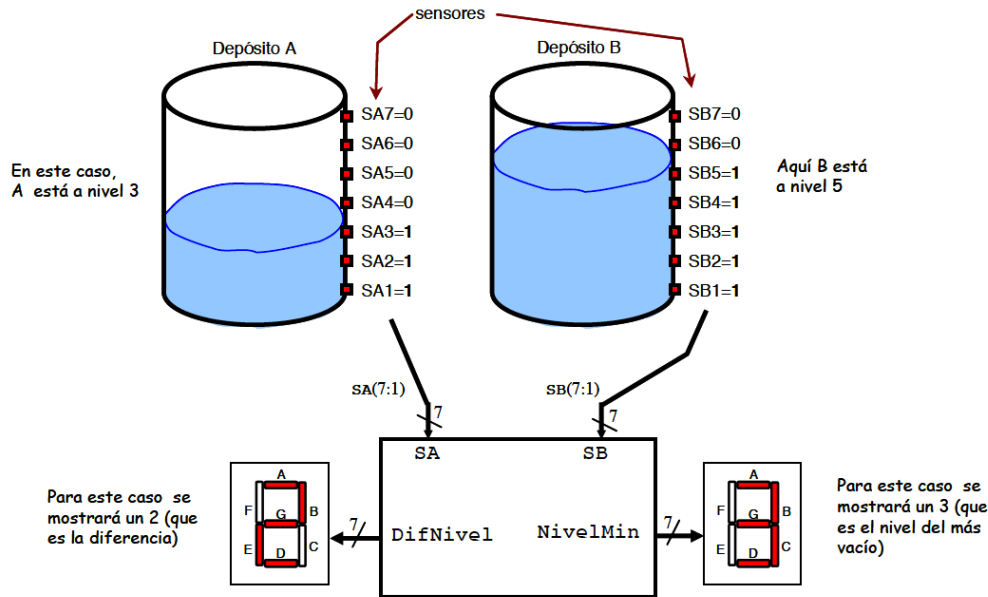 sensores
Depósito A
Depósito B
SA7=0
SA6=0
SA5=0
SA4=0
SA3=1
SA2=1
SA1=1
SB7=0
SB6=0
SB5=1
SB4=1
SB3=1
SB2=1
SB1=1
En este caso,
A está a nivel 3
Aquí B está
a nivel 5
SA(7:1)
7
SB(7:1)
7
SA
SB
DifNivel
NivelMin
7
7
Para este caso se
mostrará un 2 (que
es la diferencia)
A
F
G
B
E
D
C
A
F
G
B
E
D
C
Para este caso se
mostrará un 3 (que
es el nivel del más
vacío)